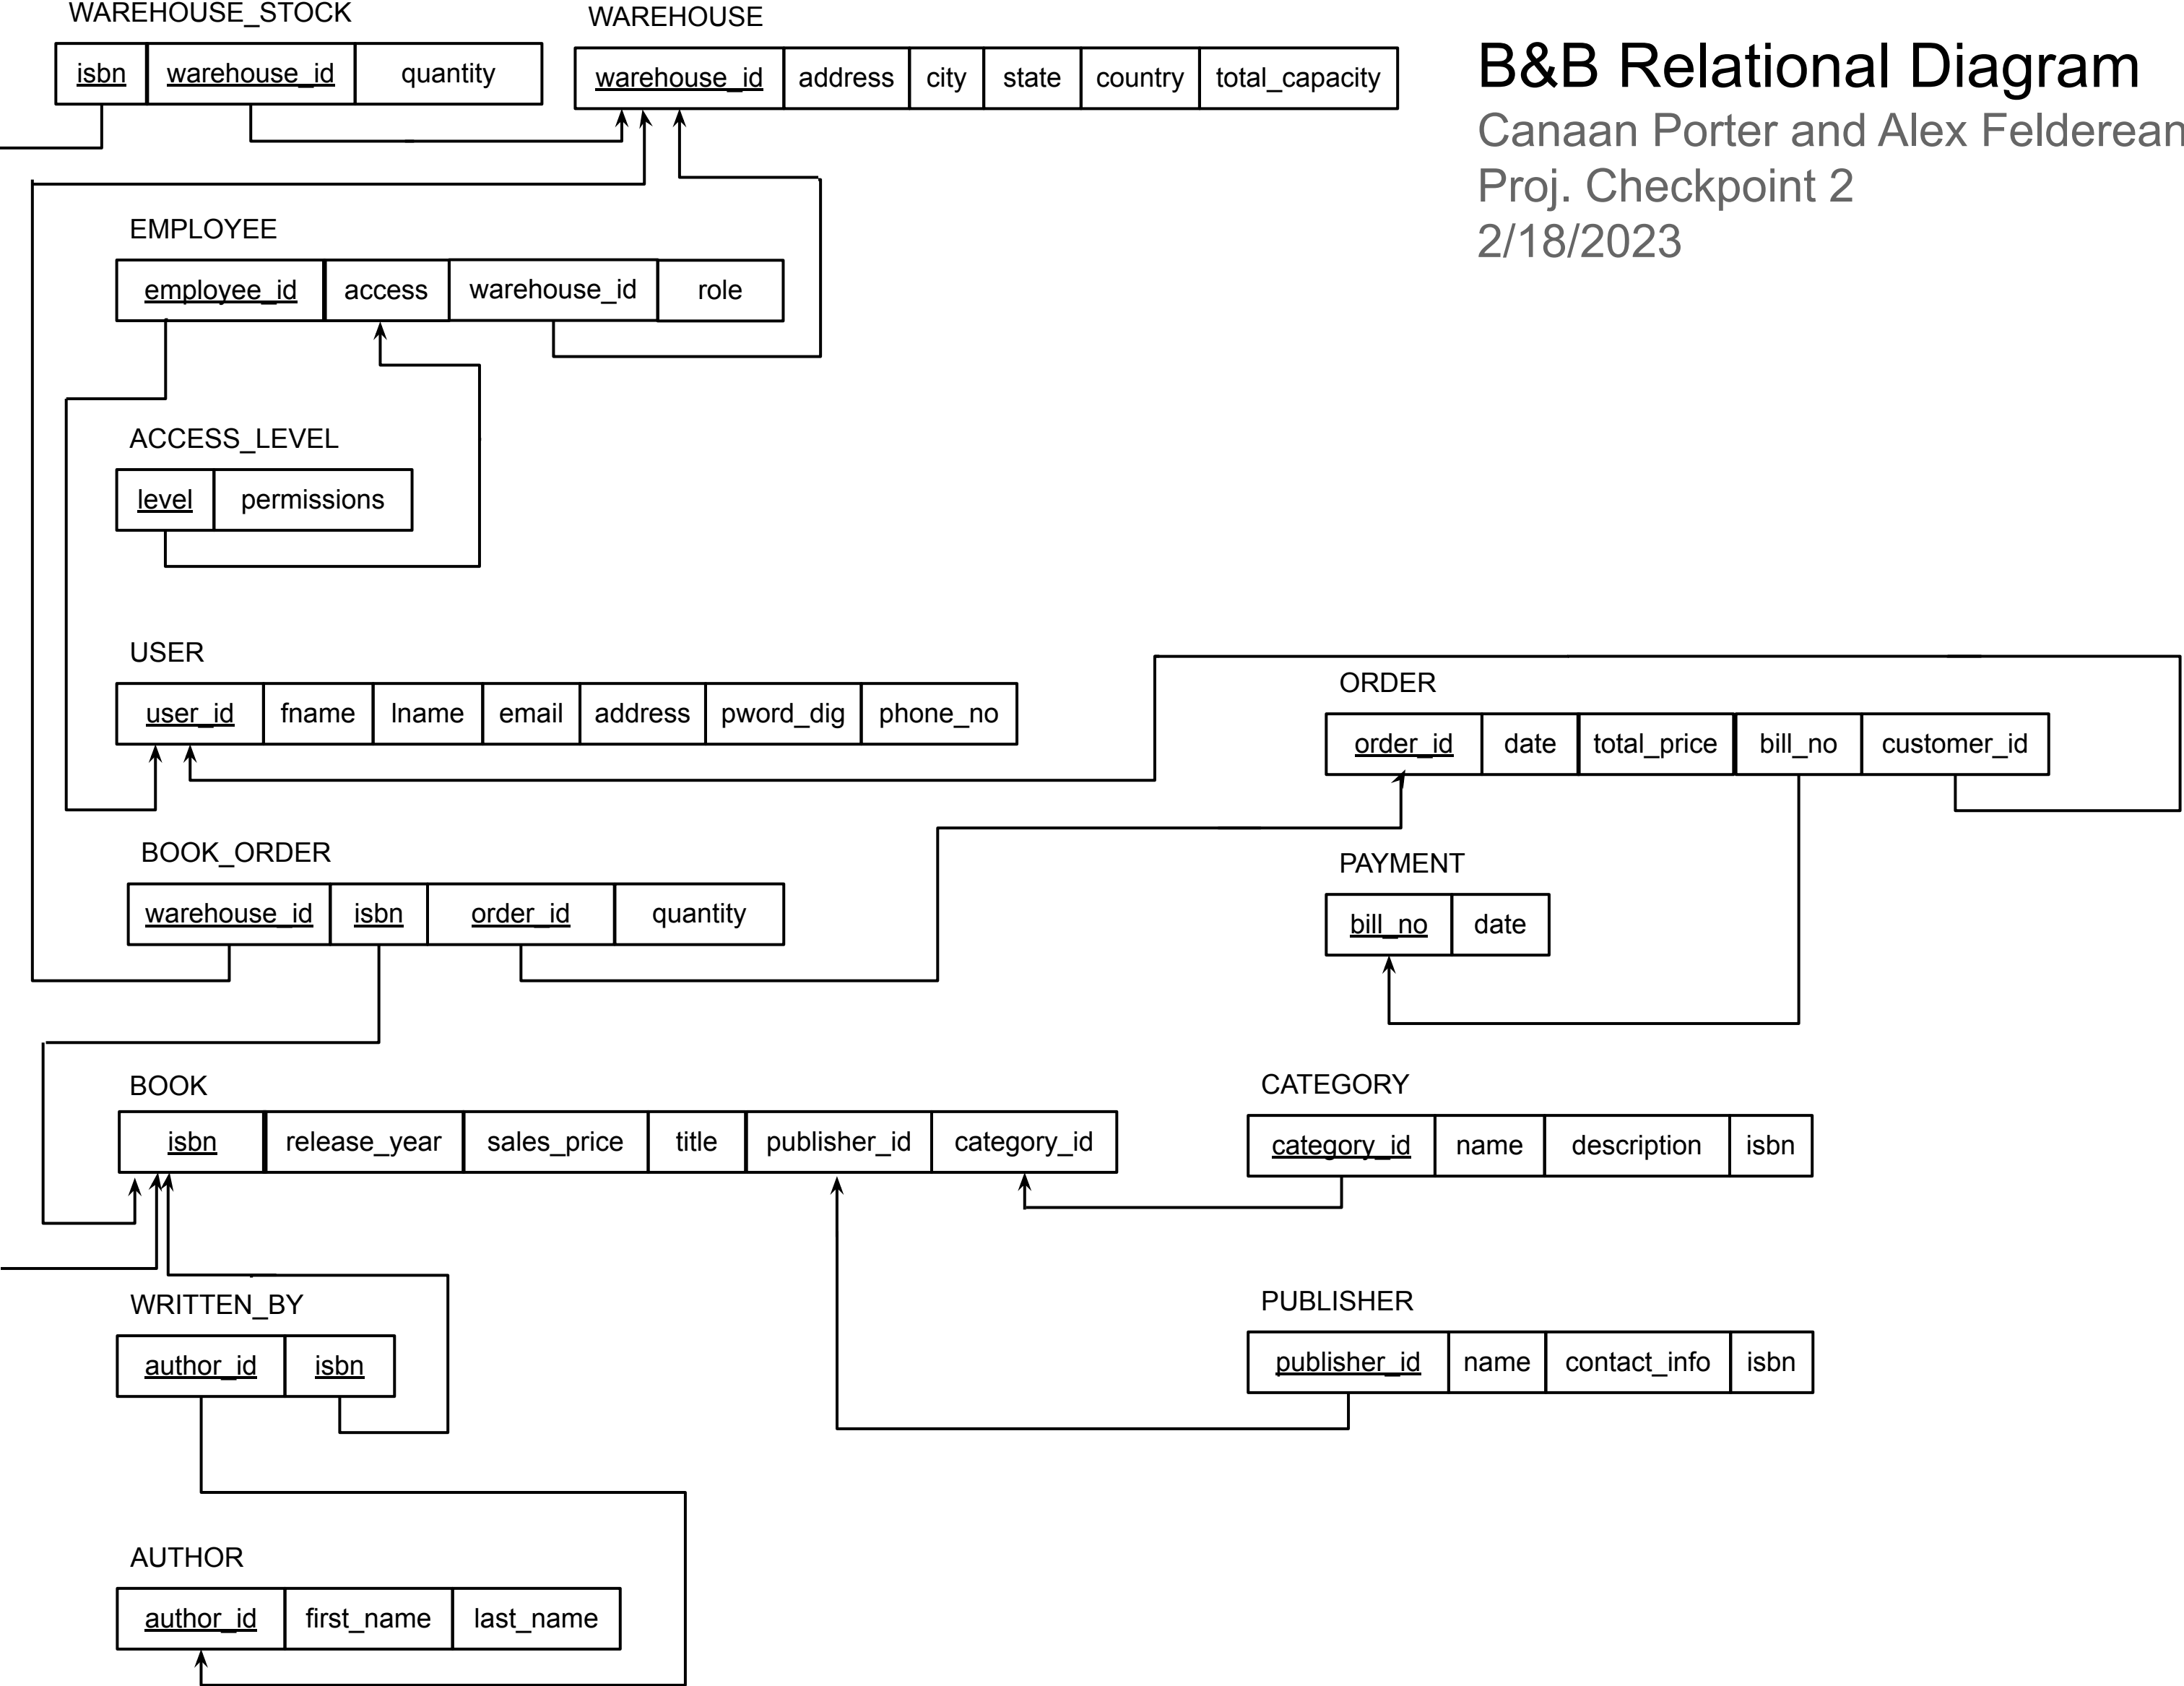 WAREHOUSE_STOCK
isbn warehouse_id quantity
WAREHOUSE
warehouse_id address city state country total_capacity
B&B Relational Diagram
Canaan Porter and Alex Felderean
Proj. Checkpoint 2
2/18/2023
EMPLOYEE
employee_id access warehouse_id role
ACCESS_LEVEL
level permissions
USER
user_id fname lname email address pword_dig phone_no
ORDER
order_id date total_price bill_no customer_id
BOOK_ORDER
warehouse_id isbn order_id quantity
PAYMENT
bill_no date
BOOK
isbn release_year sales_price title publisher_id category_id
CATEGORY
category_id name description isbn
WRITTEN_BY
author_id isbn
PUBLISHER
publisher_id name contact_info isbn
AUTHOR
author_id first_name last_name